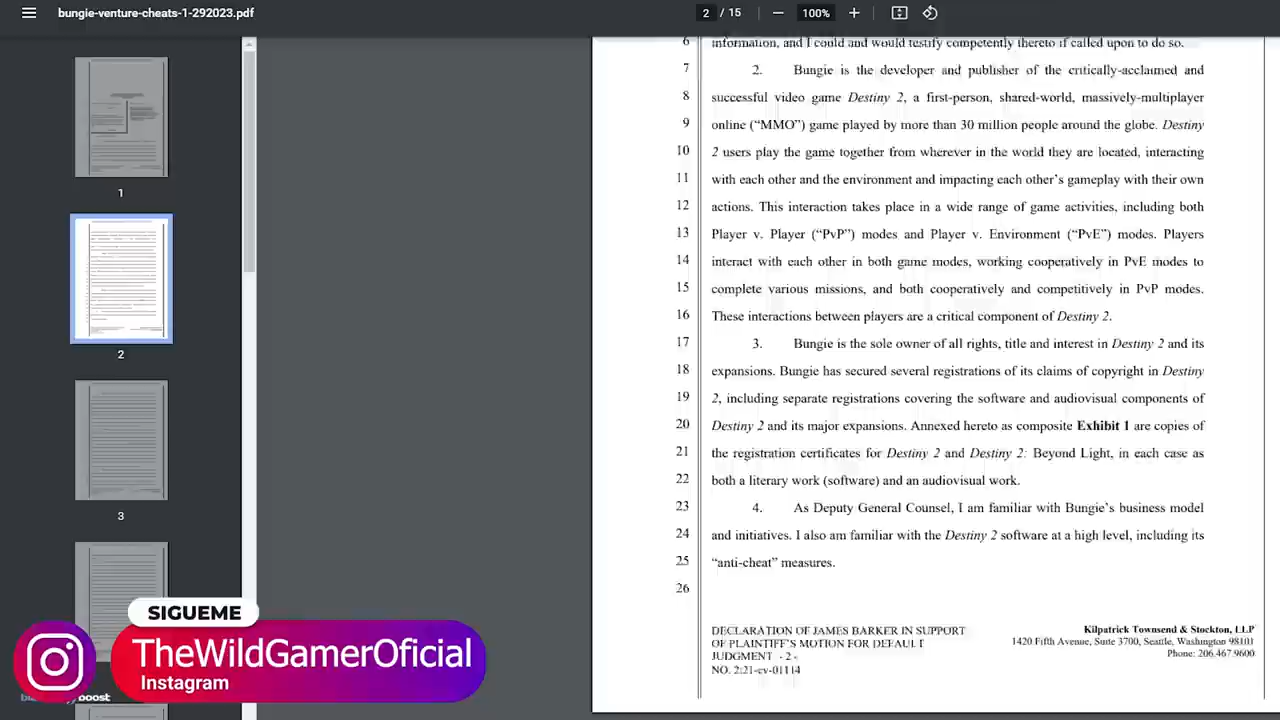 bungie-venture-cheats-1-292023.pdf
2 / 15
100%
6 information, and I could and would testify competently thereto if called upon to do so.
7 2. Bungie is the developer and publisher of the critically-acclaimed and
8 successful video game Destiny 2, a first-person, shared-world, massively-multiplayer
9 online (“MMO”) game played by more than 30 million people around the globe. Destiny
10 2 users play the game together from wherever in the world they are located, interacting
11 with each other and the environment and impacting each other’s gameplay with their own
12 actions. This interaction takes place in a wide range of game activities, including both
13 Player v. Player (“PvP”) modes and Player v. Environment (“PvE”) modes. Players
14 interact with each other in both game modes, working cooperatively in PvE modes to
15 complete various missions, and both cooperatively and competitively in PvP modes.
16 These interactions between players are a critical component of Destiny 2.
17 3. Bungie is the sole owner of all rights, title and interest in Destiny 2 and its
18 expansions. Bungie has secured several registrations of its claims of copyright in Destiny
19 2, including separate registrations covering the software and audiovisual components of
20 Destiny 2 and its major expansions. Annexed hereto as composite Exhibit 1 are copies of
21 the registration certificates for Destiny 2 and Destiny 2: Beyond Light, in each case as
22 both a literary work (software) and an audiovisual work.
23 4. As Deputy General Counsel, I am familiar with Bungie’s business model
24 and initiatives. I also am familiar with the Destiny 2 software at a high level, including its
25 “anti-cheat” measures.
26
DECLARATION OF JAMES BARKER IN SUPPORT
OF PLAINTIFF’S MOTION FOR DEFAULT
JUDGMENT - 2 -
NO. 2:21-cv-01114
Kilpatrick Townsend & Stockton, LLP
1420 Fifth Avenue, Suite 3700, Seattle, Washington 98101
Phone: 206.467.9600
1
2
3
SIGUEME
TheWildGamerOficial
Instagram
boost